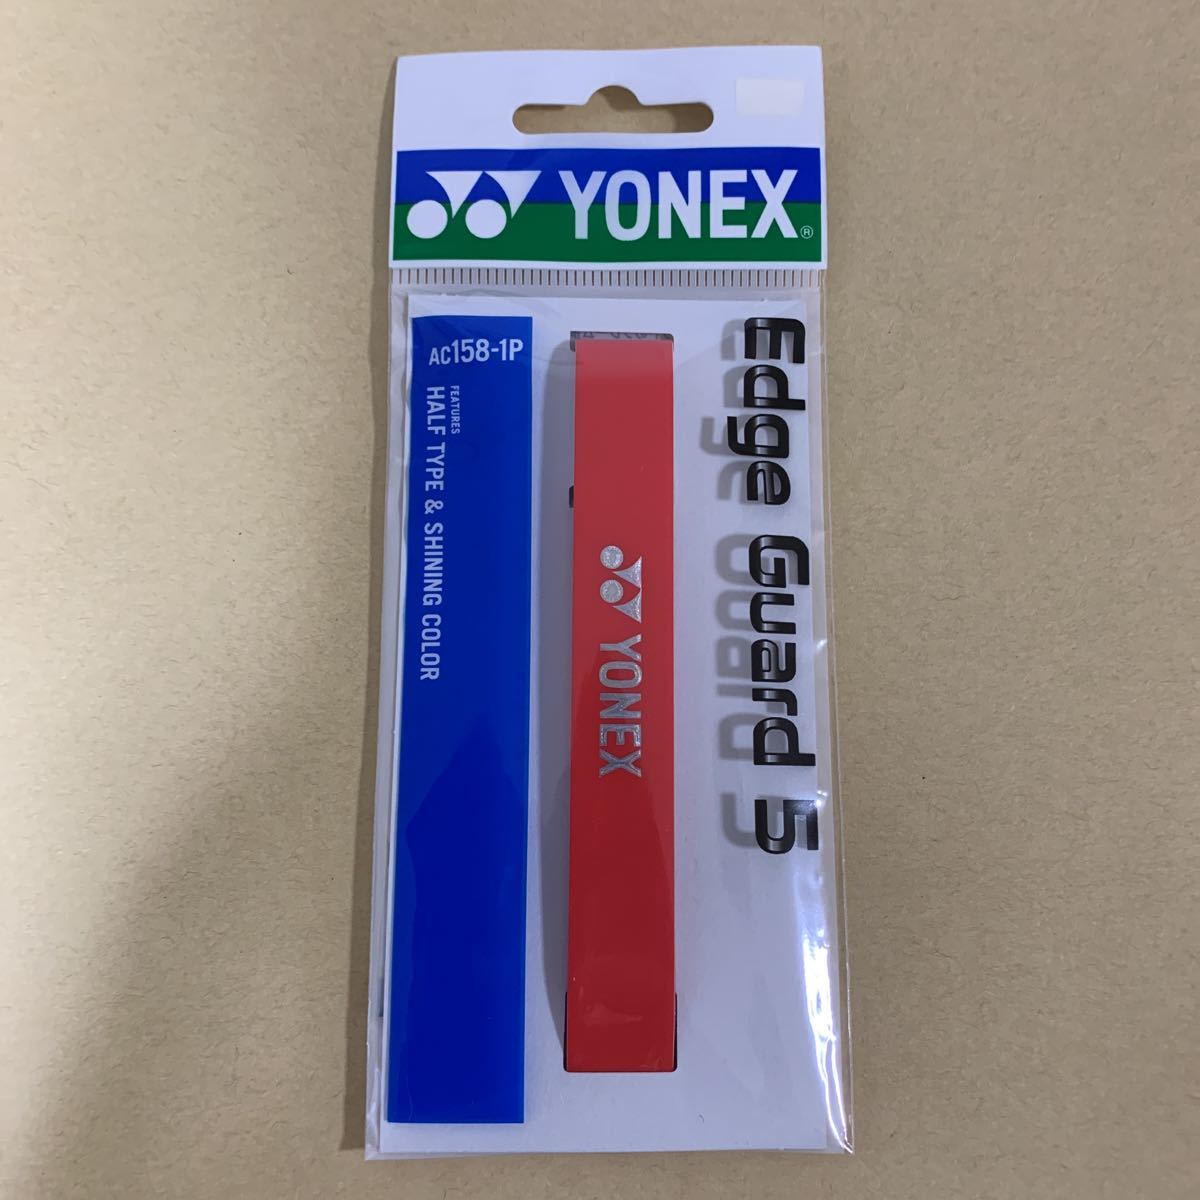 YONEX®
AC158-1P
FEATURES
HALF TYPE & SHINING COLOR
YONEX
Edge Guard 5